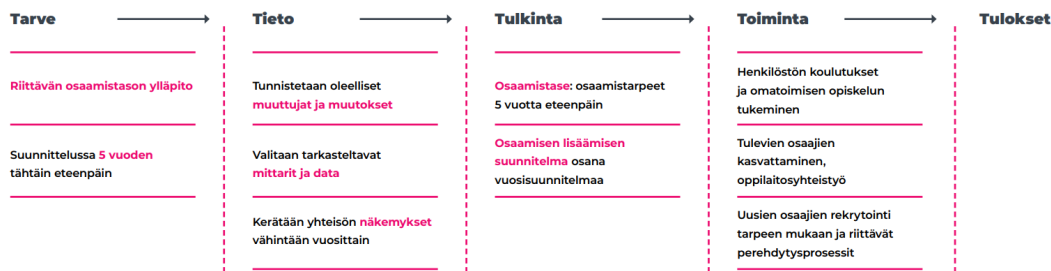 Tarve
Tieto
Tulkinta
Toiminta
Tulokset
Riittävän osaamistason ylläpito
Suunnittelussa 5 vuoden
tähtäin eteenpäin
Tunnistetaan oleelliset
muuttujat ja muutokset
Valitaan tarkasteltavat
mittarit ja data
Kerätään yhteisön näkemykset
vähintään vuosittain
Osaamistase: osaamistarpeet
5 vuotta eteenpäin
Osaamisen lisäämisen
suunnitelma osana
vuosisuunnitelmaa
Henkilöstön koulutukset
ja omatoimisen opiskelun
tukeminen
Tulevien osaajien
kasvattaminen,
oppilaitosyhteistyö
Uusien osaajien rekrytointi
tarpeen mukaan ja riittävät
perehdytysprosessit